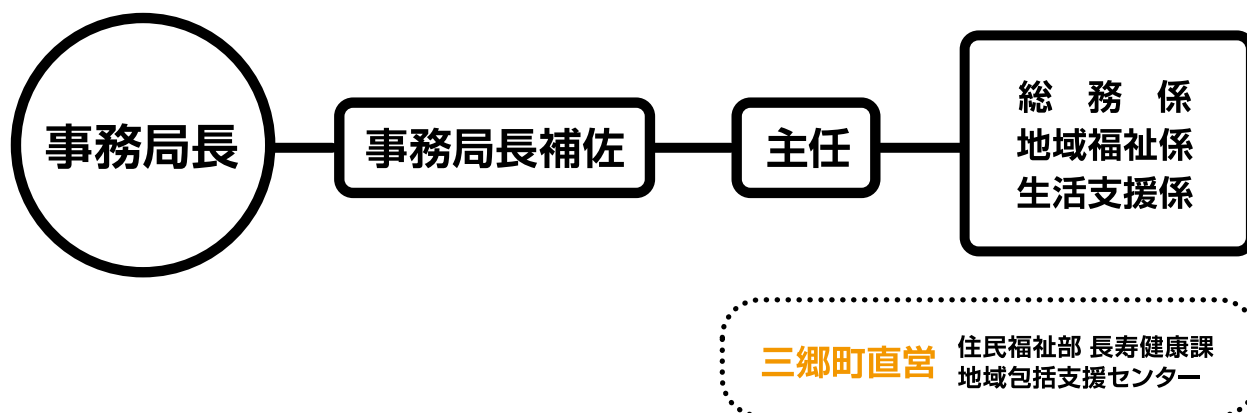 事務局長
事務局長補佐
主任
総　務　係
地域福祉係
生活支援係
三郷町直営
住民福祉部 長寿健康課
地域包括支援センター